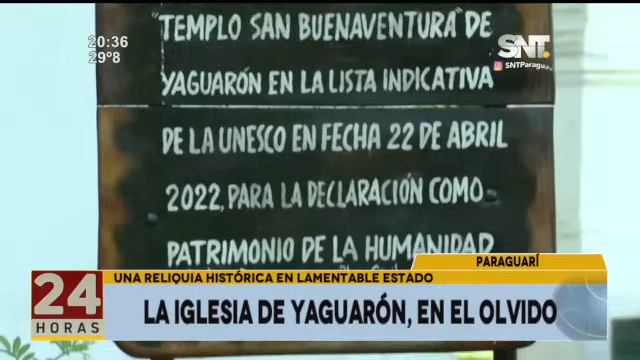 "TEMPLO SAN BUENAVENTURA" DE
20:36
29º8
SNT
SNTParaguay
YAGUARÓN EN LA LISTA INDICATIVA
DE LA UNESCO EN FECHA 22 DE ABRIL
2022, PARA LA DECLARACIÓN COMO
PATRIMONIO DE LA HUMANIDAD
PARAGUARÍ
UNA RELIQUIA HISTÓRICA EN LAMENTABLE ESTADO
24
HORAS
LA IGLESIA DE YAGUARÓN, EN EL OLVIDO